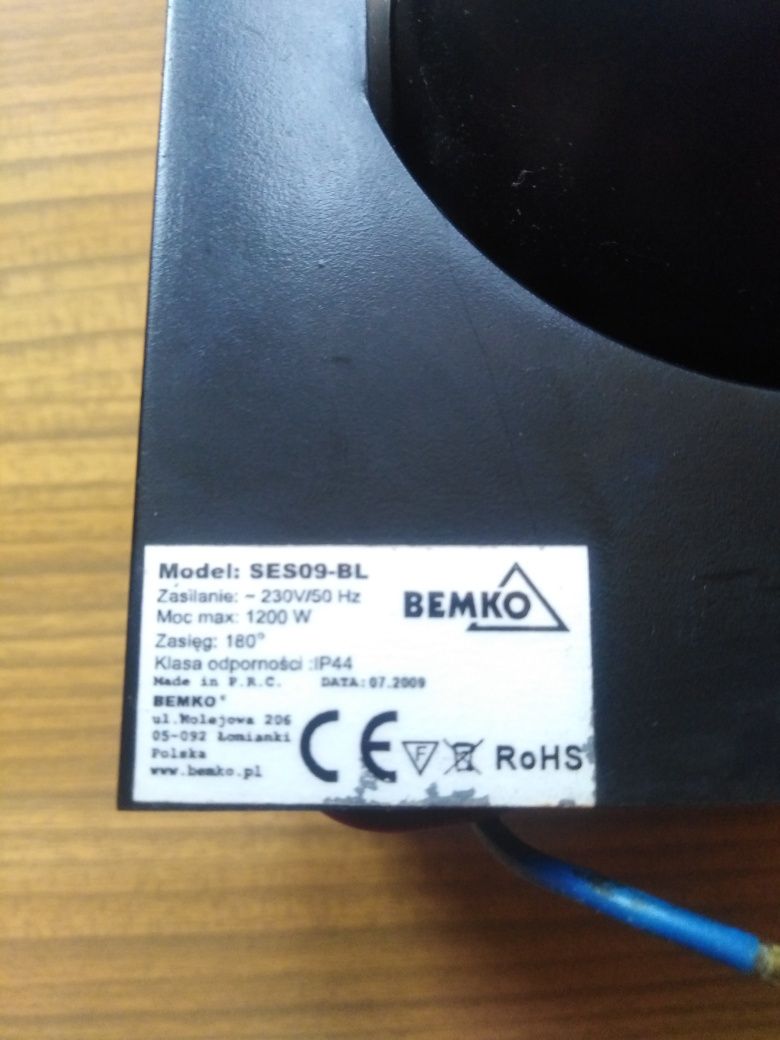 Model: SES09-BL
Zasilanie: ~ 230V/50 Hz
Moc max: 1200 W
Zasięg: 180°
Klasa odporności :IP44
Made in P.R.C. DATA:07.2009
BEMKO®
ul.Kolejowa 206
05-092 Łomianki
Polska
www.bemko.pl
BEMKO
CE
F
RoHS